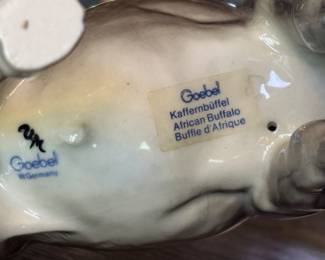 Goebel
W.Germany
Goebel
Kaffernbüffel
African Buffalo
Buffle d'Afrique